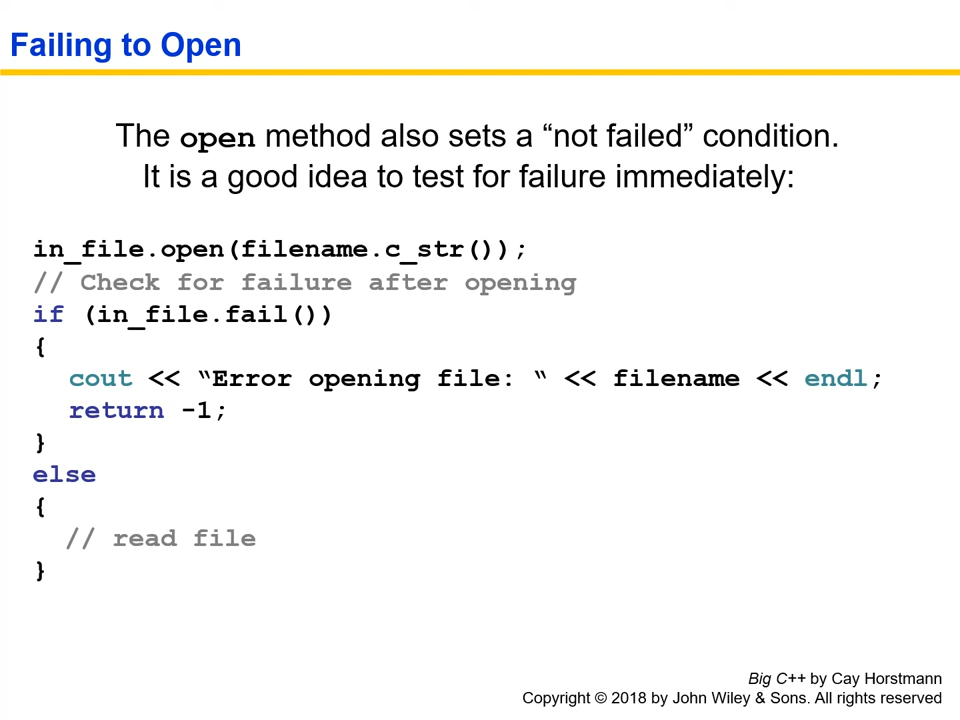 Failing to Open
The open method also sets a “not failed” condition.
It is a good idea to test for failure immediately:
in_file.open(filename.c_str());
// Check for failure after opening
if (in_file.fail())
{
cout << “Error opening file: “ << filename << endl;
return -1;
}
else
{
// read file
}
Big C++ by Cay Horstmann
Copyright © 2018 by John Wiley & Sons. All rights reserved